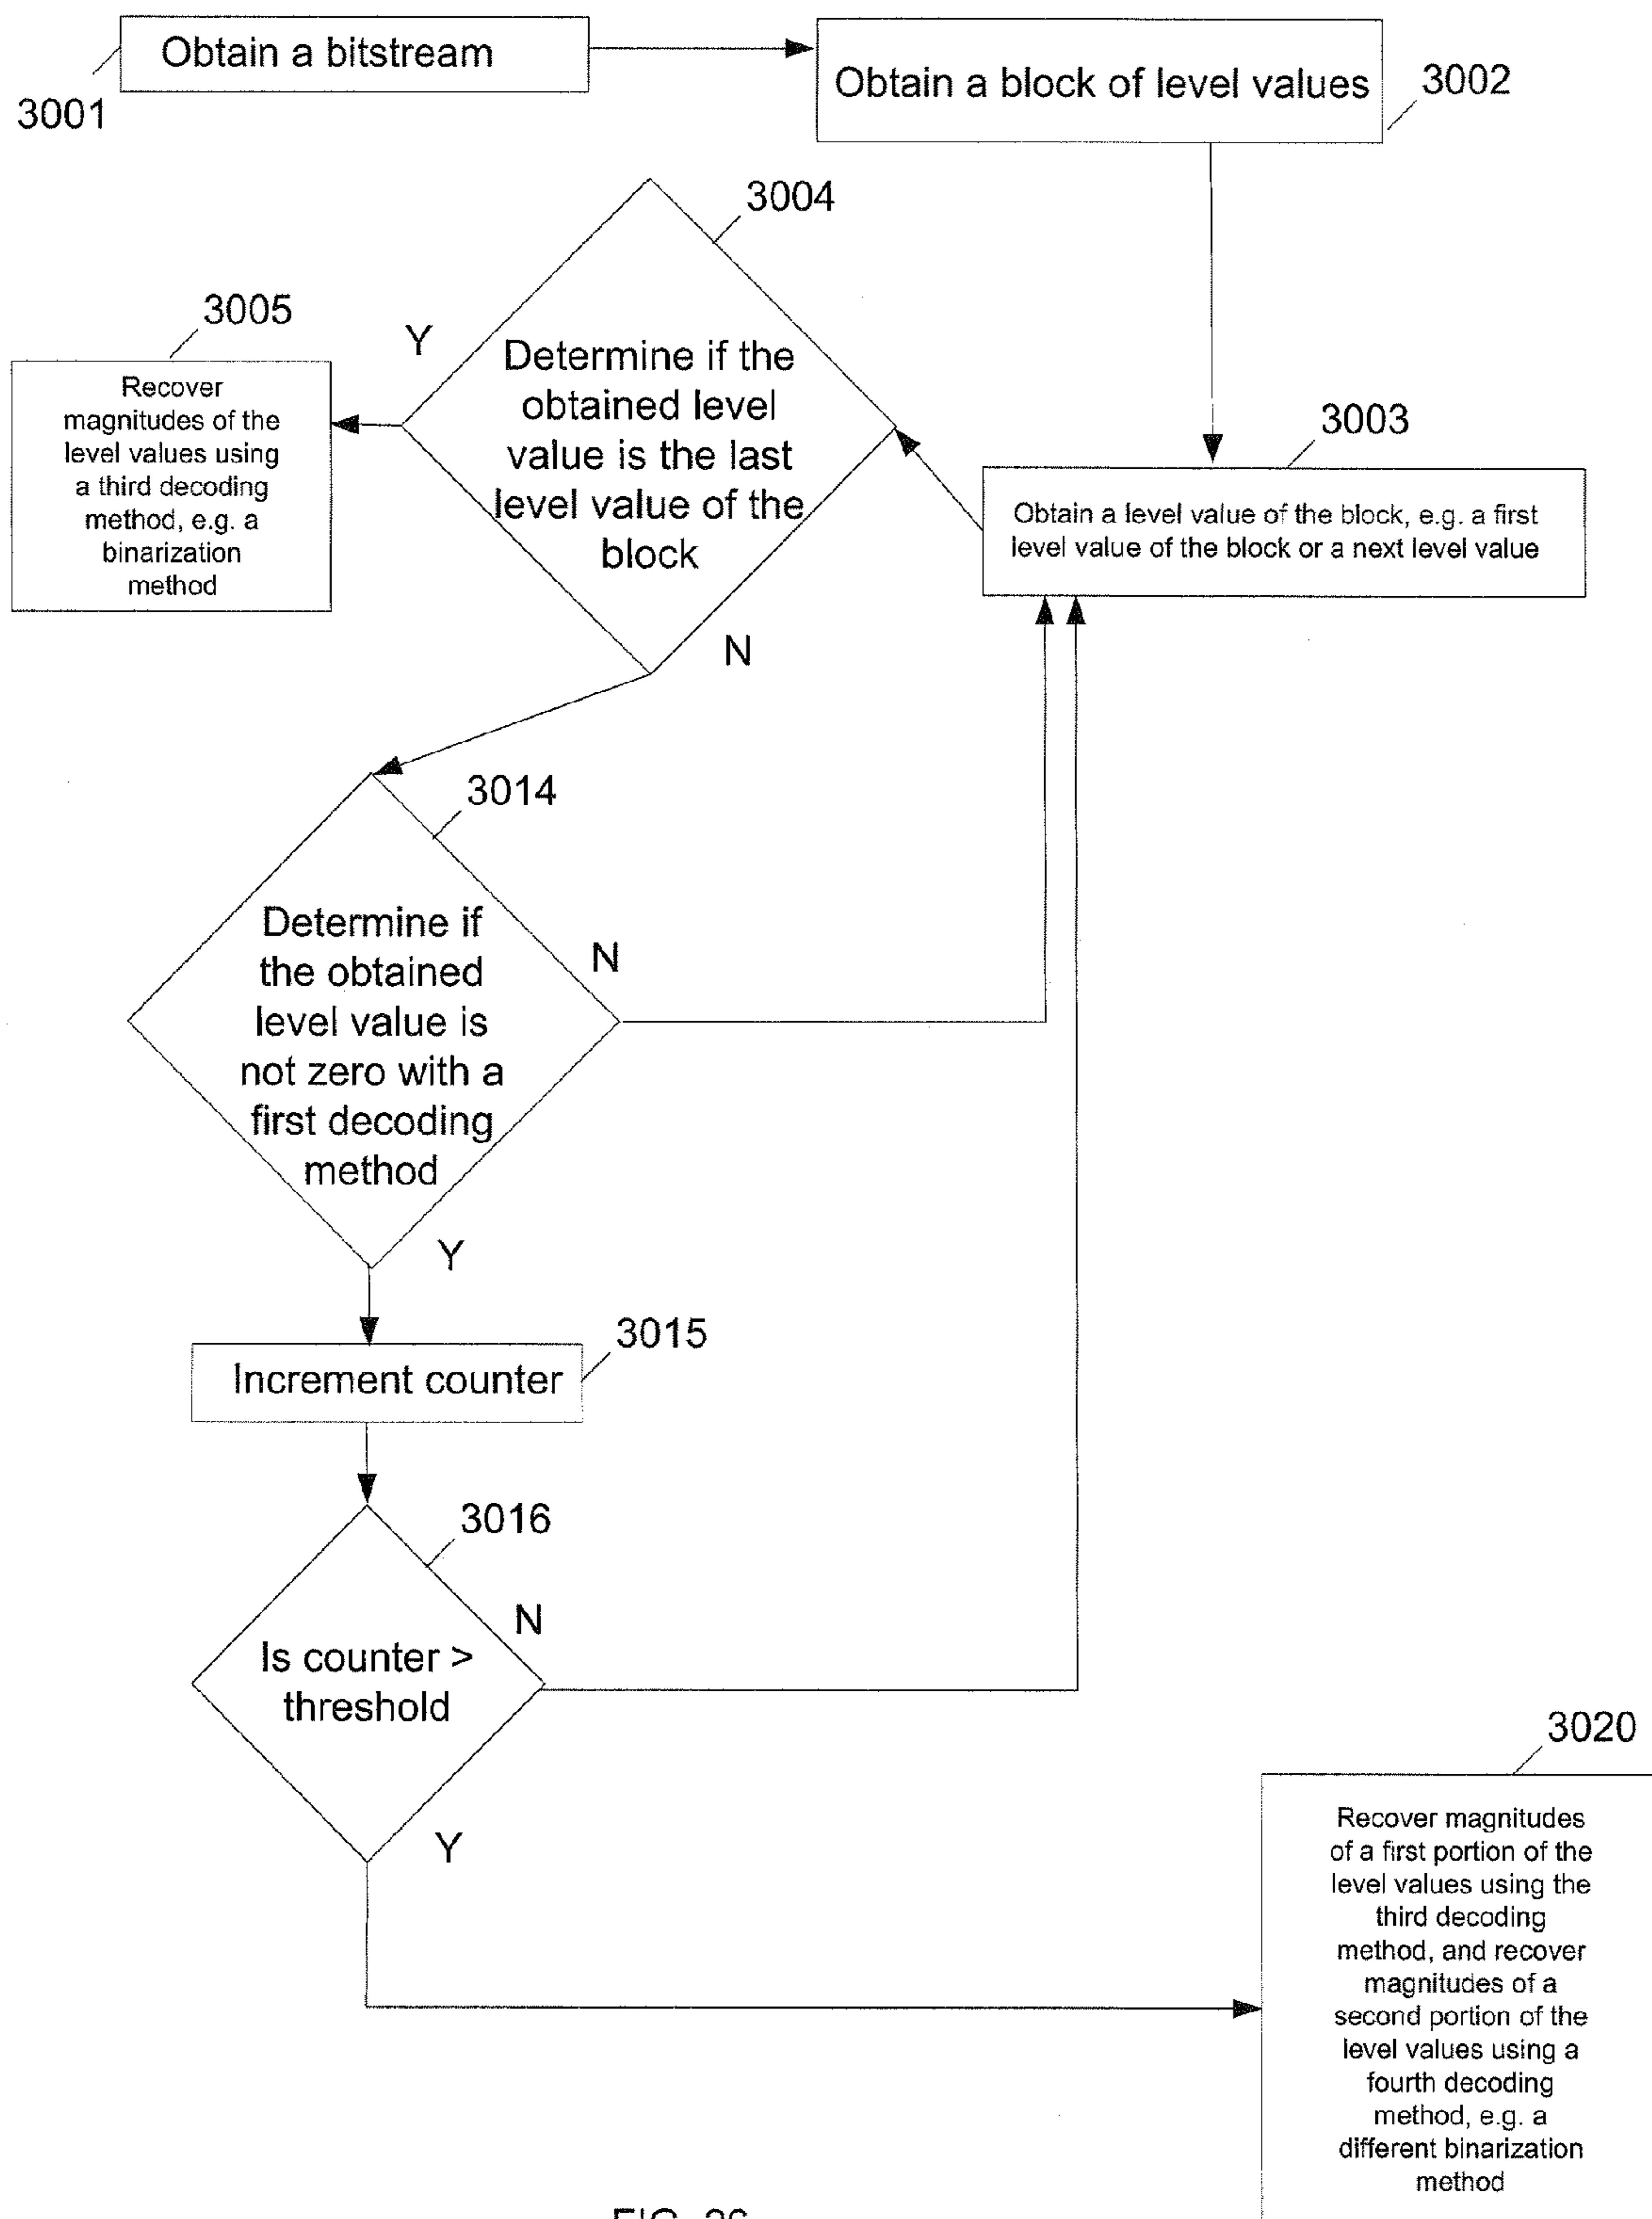 Obtain a bitstream
3001
Obtain a block of level values
3002
3004
Determine if the
obtained level
value is the last
level value of the
block
Y
N
3005
Recover
magnitudes of the
level values using
a third decoding
method, e.g. a
binarization
method
3003
Obtain a level value of the block, e.g. a first
level value of the block or a next level value
3014
Determine if
the obtained
level value is
not zero with a
first decoding
method
N
Y
3015
Increment counter
3016
Is counter >
threshold
N
Y
3020
Recover magnitudes
of a first portion of the
level values using the
third decoding
method, and recover
magnitudes of a
second portion of the
level values using a
fourth decoding
method, e.g. a
different binarization
method